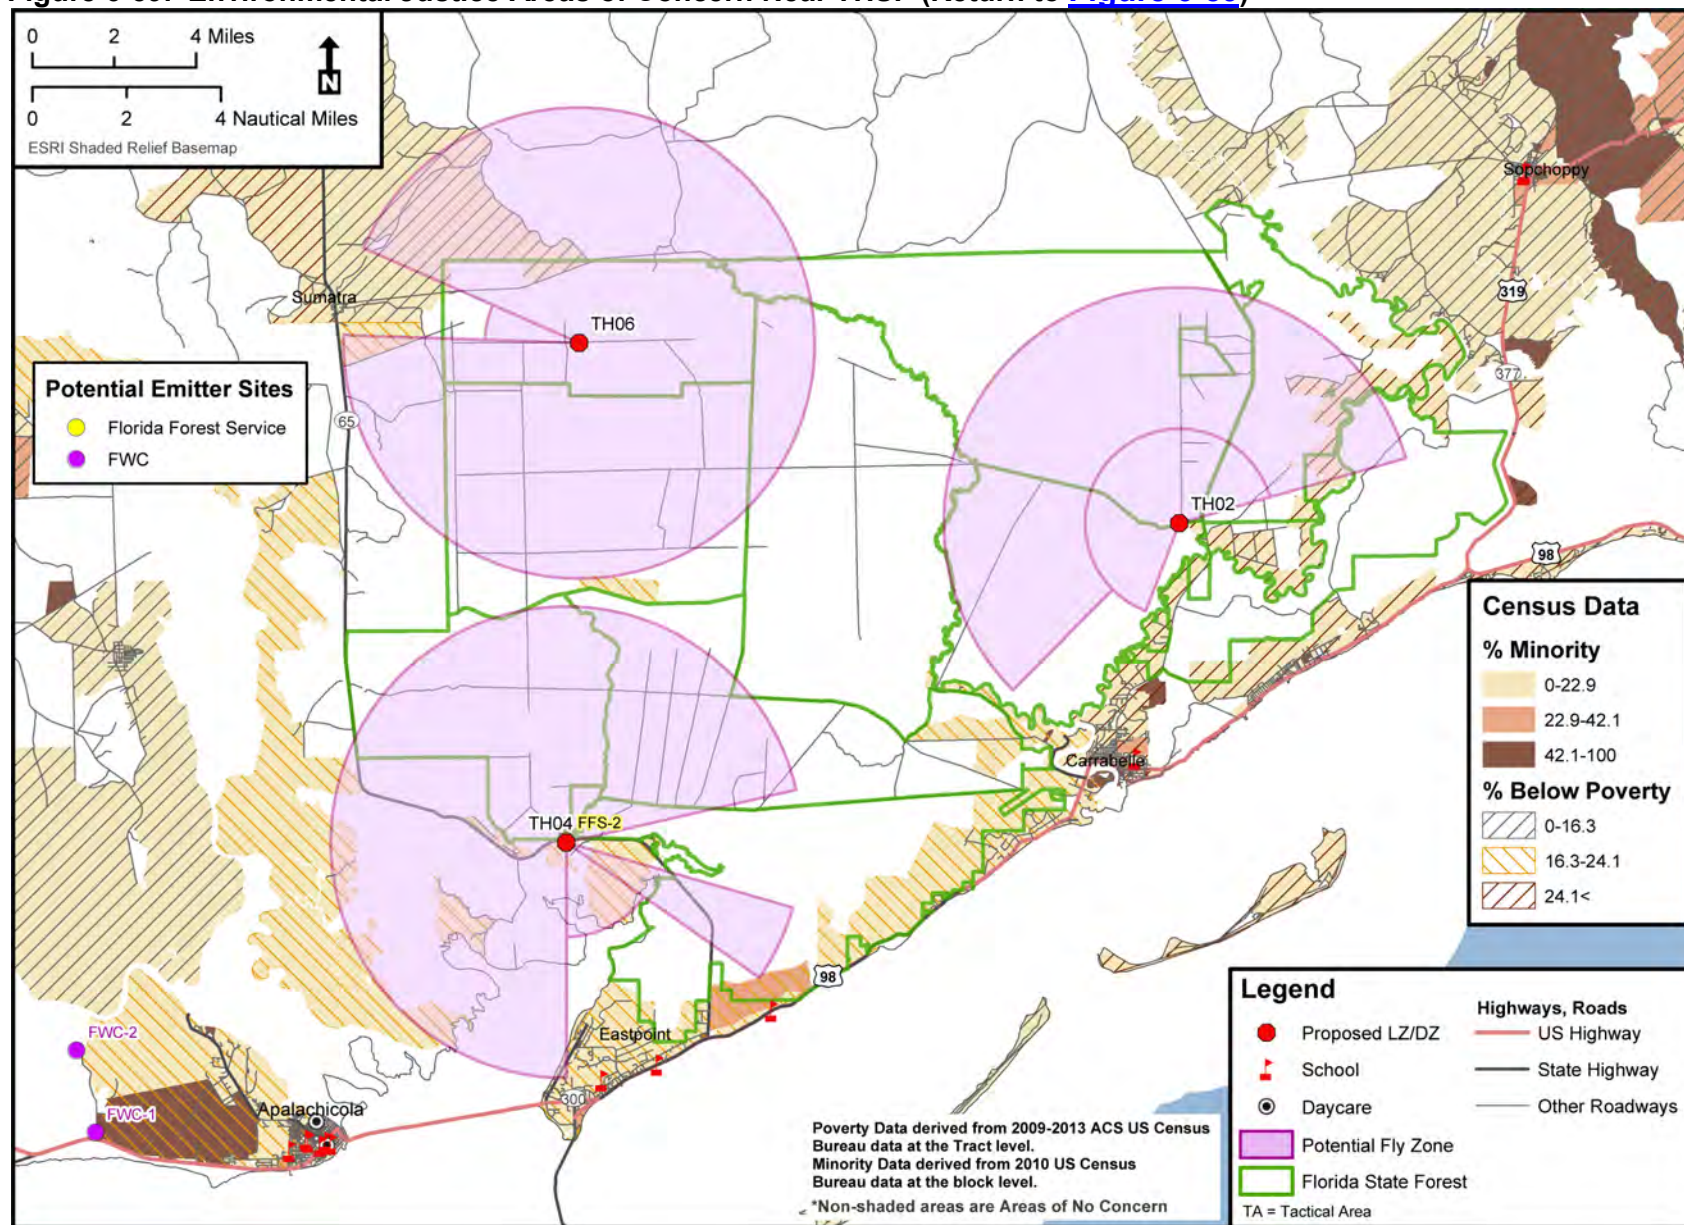 (Return to Figure
0 2 4 Miles
N
0 2 4 Nautical Miles
ESRI Shaded Relief Basemap
Sopchoppy
319
Sumatra
TH06
377
Potential Emitter Sites
Florida Forest Service
FWC
65
TH02
98
Census Data
% Minority
0-22.9
22.9-42.1
42.1-100
% Below Poverty
0-16.3
16.3-24.1
24.1<
Carrabelle
TH04 FFS-2
98
Eastpoint
FWC-2
FWC-1
Apalachicola
300
Poverty Data derived from 2009-2013 ACS US Census
Bureau data at the Tract level.
Minority Data derived from 2010 US Census
Bureau data at the block level.
*Non-shaded areas are Areas of No Concern
Legend
Proposed LZ/DZ
School
Daycare
Potential Fly Zone
Florida State Forest
TA = Tactical Area
Highways, Roads
US Highway
State Highway
Other Roadways